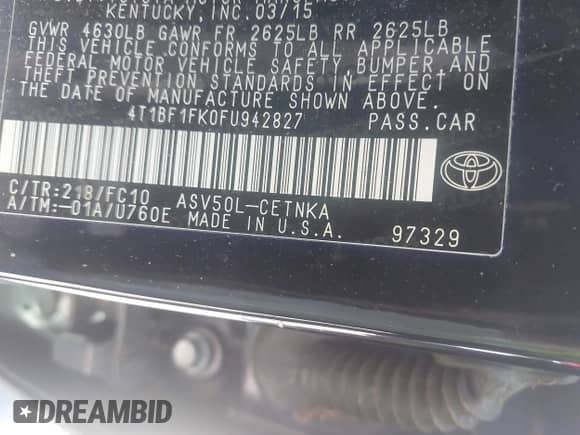 KENTUCKY, INC. 03/15
GVWR 4630LB GAWR FR 2625LB RR 2625LB
THIS VEHICLE CONFORMS TO ALL APPLICABLE
FEDERAL MOTOR VEHICLE SAFETY, BUMPER, AND
THEFT PREVENTION STANDARDS IN EFFECT ON
THE DATE OF MANUFACTURE SHOWN ABOVE.
4T1BF1FK0FU942827 PASS.CAR
C/TR:218/FC10 ASV50L-CETNKA
A/TM:-01A/U760E MADE IN U.S.A. 97329
DREAMBID